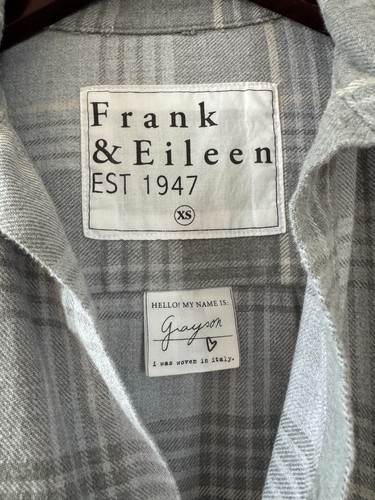 Frank
& Eileen
EST 1947
XS
HELLO! MY NAME IS:
Grayson
i was woven in italy.